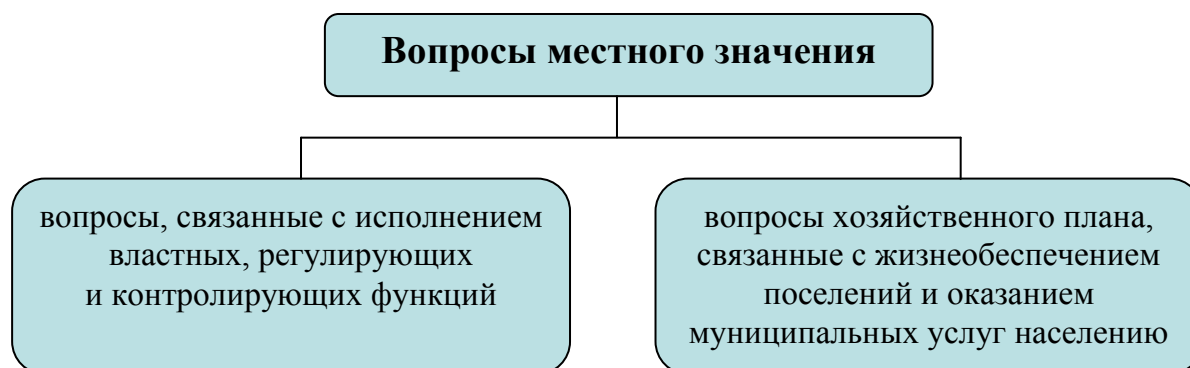 Вопросы местного значения
вопросы, связанные с исполнением
властных, регулирующих
и контролирующих функций
вопросы хозяйственного плана,
связанные с жизнеобеспечением
поселений и оказанием
муниципальных услуг населению